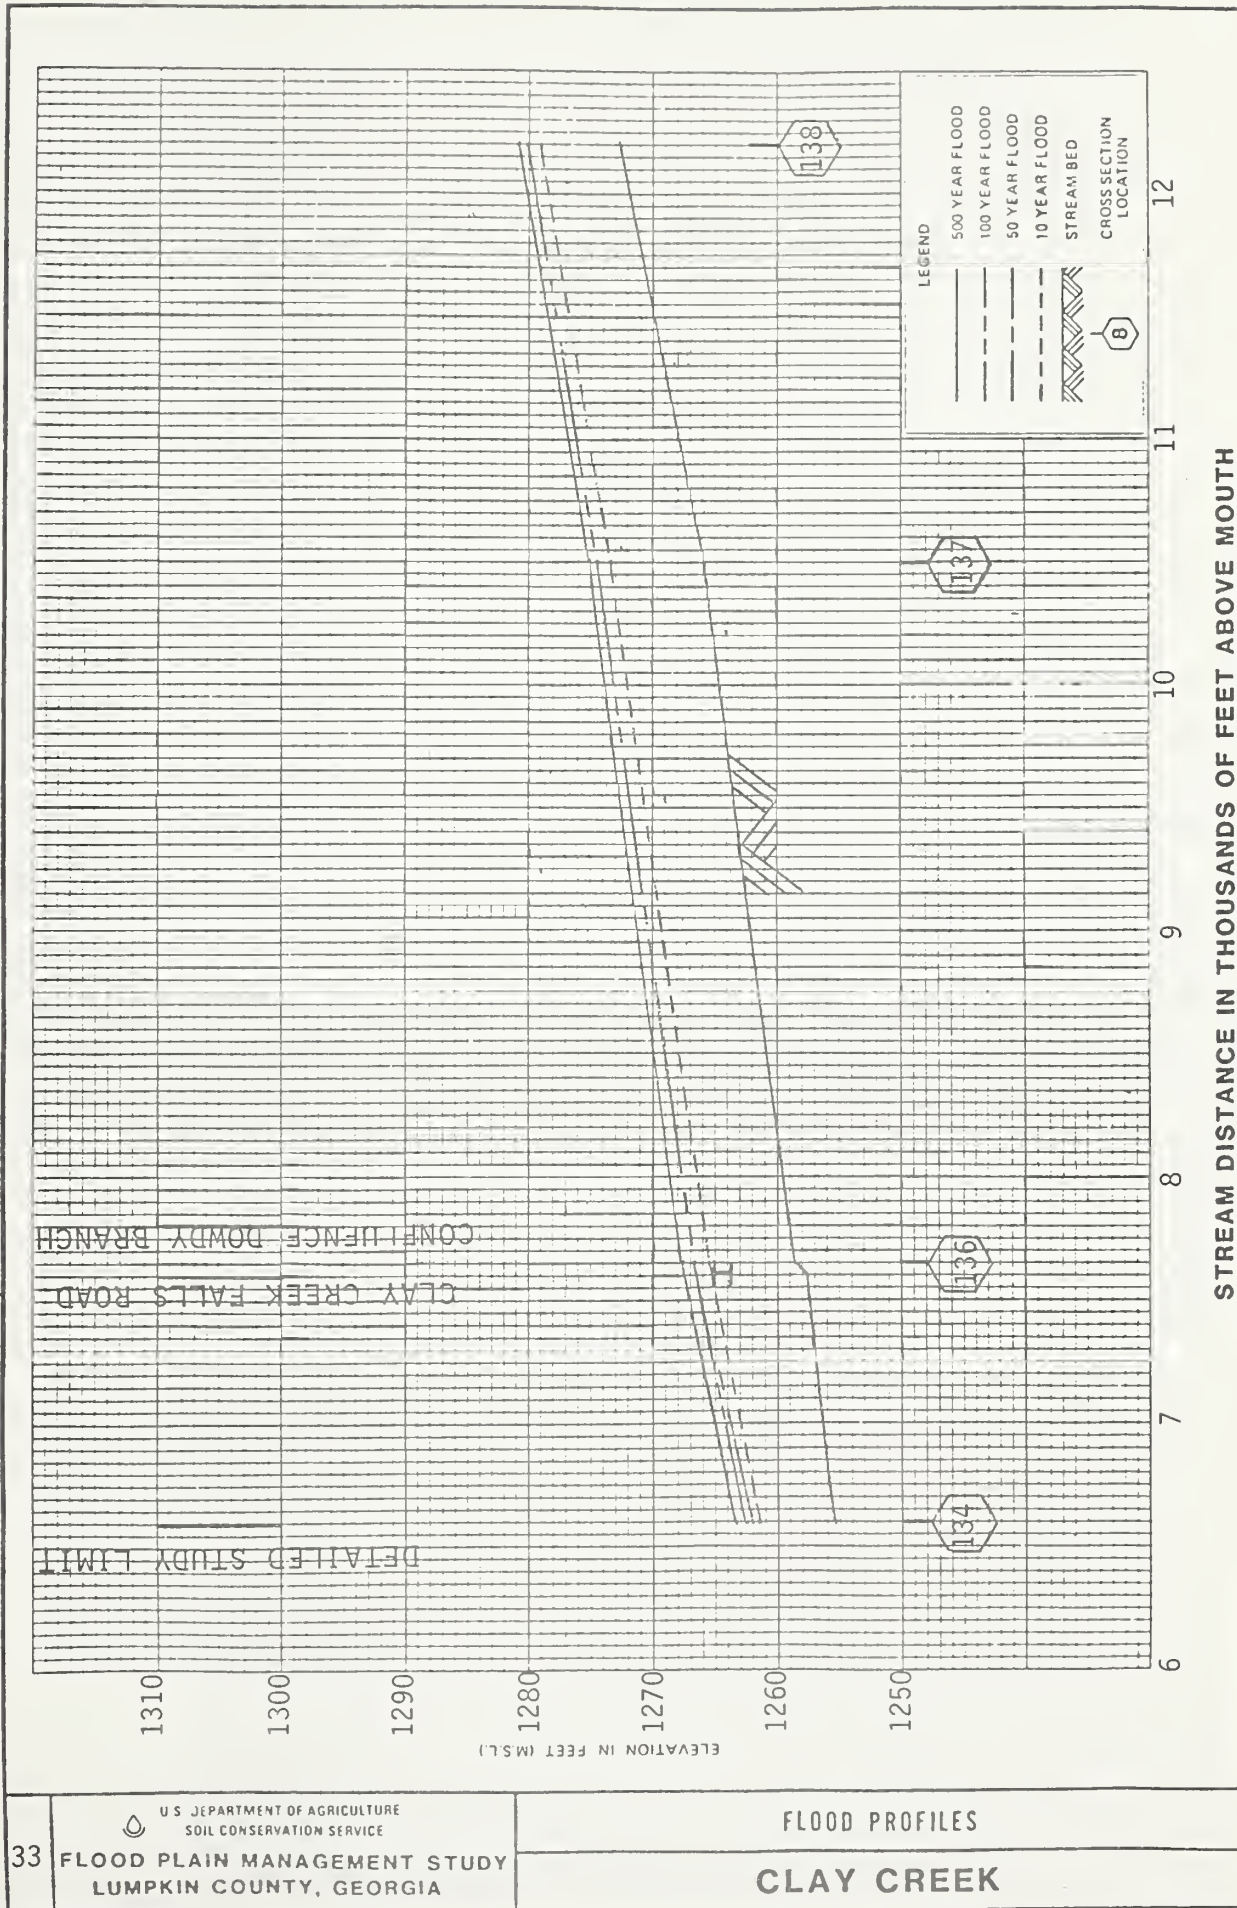 CONFLUENCE DOWDY BRANCH
CLAY CREEK FALLS ROAD
DETAILED STUDY LIMIT
138
137
136
134
LEGEND
500 YEAR FLOOD
100 YEAR FLOOD
50 YEAR FLOOD
10 YEAR FLOOD
STREAM BED
CROSS SECTION
LOCATION
8
1310
1300
1290
1280
1270
1260
1250
ELEVATION IN FEET (M.S.L.)
6
7
8
9
10
11
12
STREAM DISTANCE IN THOUSANDS OF FEET ABOVE MOUTH
33
U S DEPARTMENT OF AGRICULTURE
SOIL CONSERVATION SERVICE
FLOOD PLAIN MANAGEMENT STUDY
LUMPKIN COUNTY, GEORGIA
FLOOD PROFILES
CLAY CREEK